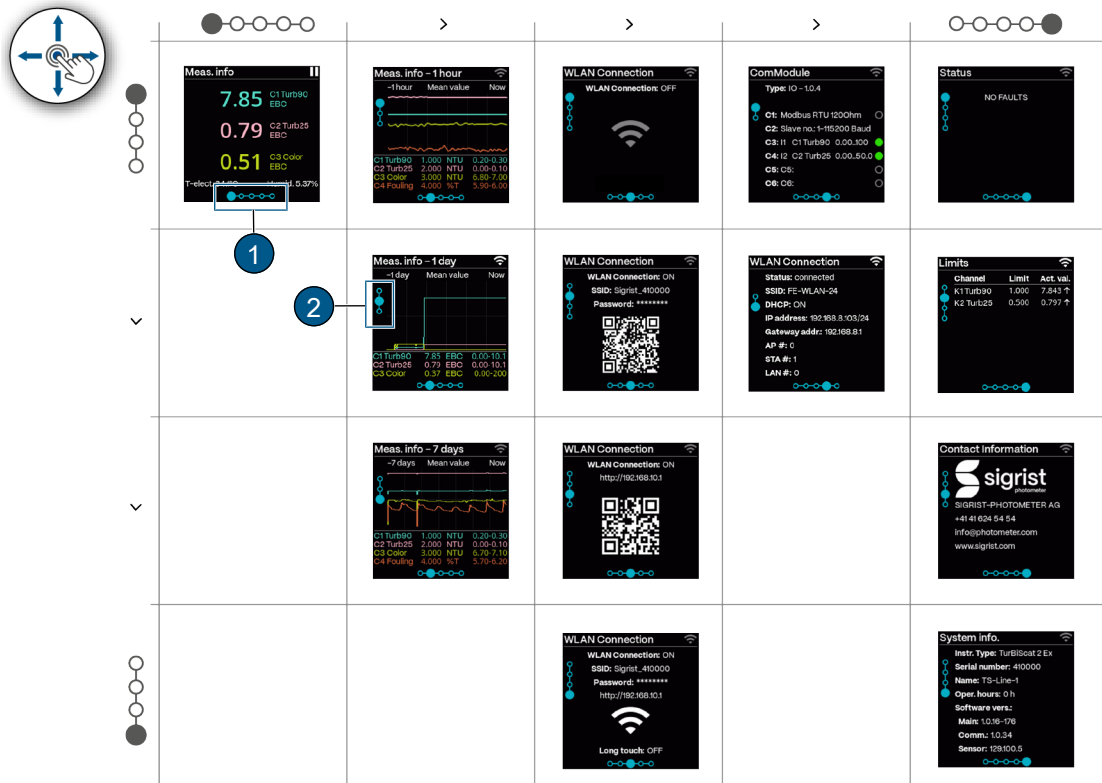 Meas. info
7.85 C1 Turb90
EBC
0.79 C2 Turb25
EBC
0.51 C3 Color
EBC
5.37%
1
Meas. info - 1 hour
-1hour Mean value Now
C1 Turb90 1.000 NTU 0.20-0.30
C2 Turb25 2.000 NTU 0.00-0.10
C3 Color 3.000 NTU 6.80-7.00
C4 Fouling 4.000 %T 5.90-6.00
WLAN Connection
WLAN Connection: OFF
ComModule
Type: IO - 1.0.4
C1: Modbus RTU 120Ohm
C2: Slave no.: 1-115200 Baud
C3: I1 C1 Turb90 0.00..100
C4: I2 C2 Turb25 0.00..50.0
C5: C5:
C6: C6:
Status
NO FAULTS
Meas. info - 1 day
-1 day Mean value Now
2
C1 Turb90 7.85 EBC 0.00-10.1
C2 Turb25 0.79 EBC 0.00-10.1
C3 Color 0.37 EBC 0.00-200
WLAN Connection
WLAN Connection: ON
SSID: Sigrist_410000
Password: ********
WLAN Connection
Status: connected
SSID: FE-WLAN-24
DHCP: ON
IP address: 192.168.8.103/24
Gateway addr.: 192.168.8.1
AP #: 0
STA #: 1
LAN #: 0
Limits
Channel Limit Act. val.
K1 Turb90 1.000 7.843 ↑
K2 Turb25 0.500 0.797 ↑
Meas. info - 7 days
-7 days Mean value Now
C1 Turb90 1.000 NTU 0.20-0.30
C2 Turb25 2.000 NTU 0.00-0.10
C3 Color 3.000 NTU 6.70-7.10
C4 Fouling 4.000 %T 5.70-6.20
WLAN Connection
WLAN Connection: ON
http://192.168.10.1
Contact Information
sigrist
photometer
SIGRIST-PHOTOMETER AG
+41 41 624 54 54
info@photometer.com
www.sigrist.com
WLAN Connection
WLAN Connection: ON
SSID: Sigrist_410000
Password: ********
http://192.168.10.1
Long touch: OFF
System info.
Instr. Type: TurBiScat 2 Ex
Serial number: 410000
Name: TS-Line-1
Oper. hours: 0 h
Software vers.:
Main: 1.0.16-176
Comm.: 1.0.34
Sensor: 129.100.5